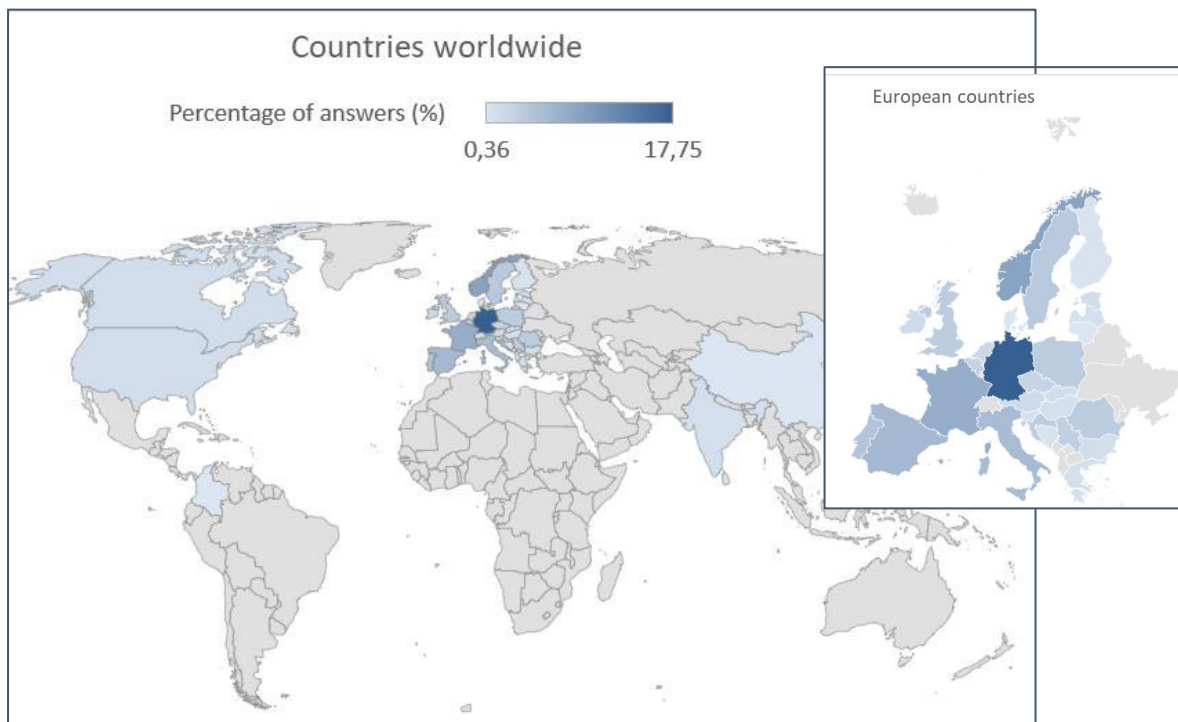 Countries worldwide
Percentage of answers (%)
0,36
17,75
European countries